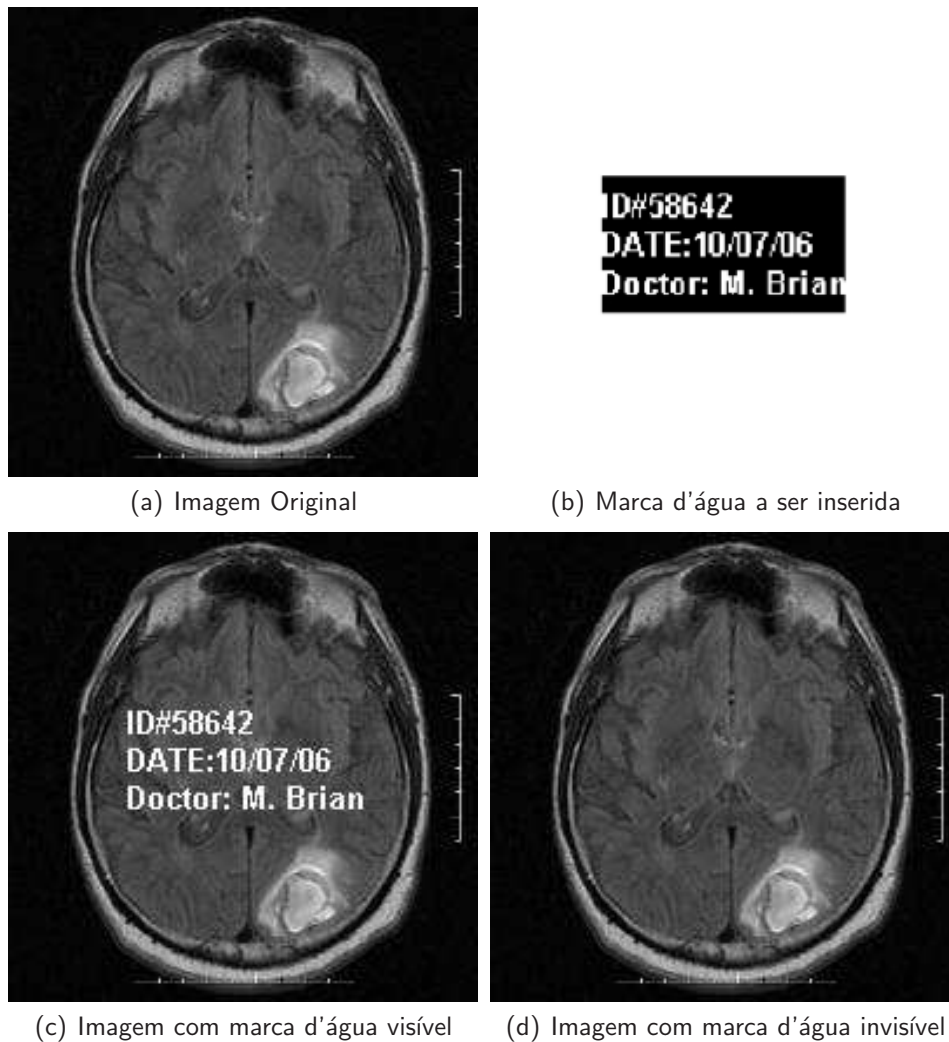 ID#58642
DATE:10/07/06
Doctor: M. Brian
(a) Imagem Original
(b) Marca d'água a ser inserida
ID#58642
DATE:10/07/06
Doctor: M. Brian
(c) Imagem com marca d'água visível
(d) Imagem com marca d'água invisível